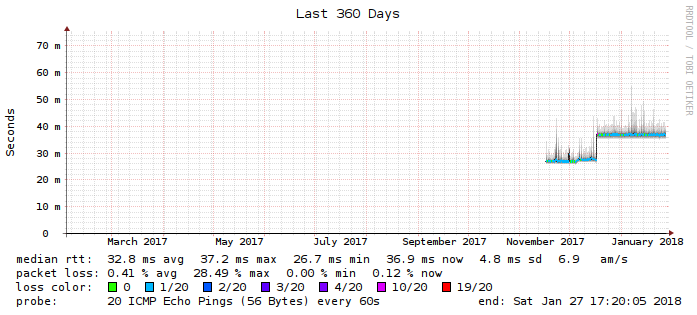 Last 360 Days
RRDTOOL / TOBI OETIKER
Seconds
70 m
60 m
50 m
40 m
30 m
20 m
10 m
0
March 2017 May 2017 July 2017 September 2017 November 2017 January 2018
median rtt: 32.8 ms avg 37.2 ms max 26.7 ms min 36.9 ms now 4.8 ms sd 6.9 am/s
packet loss: 0.41 % avg 28.49 % max 0.00 % min 0.12 % now
loss color: 0 1/20 2/20 3/20 4/20 10/20 19/20
probe: 20 ICMP Echo Pings (56 Bytes) every 60s end: Sat Jan 27 17:20:05 2018